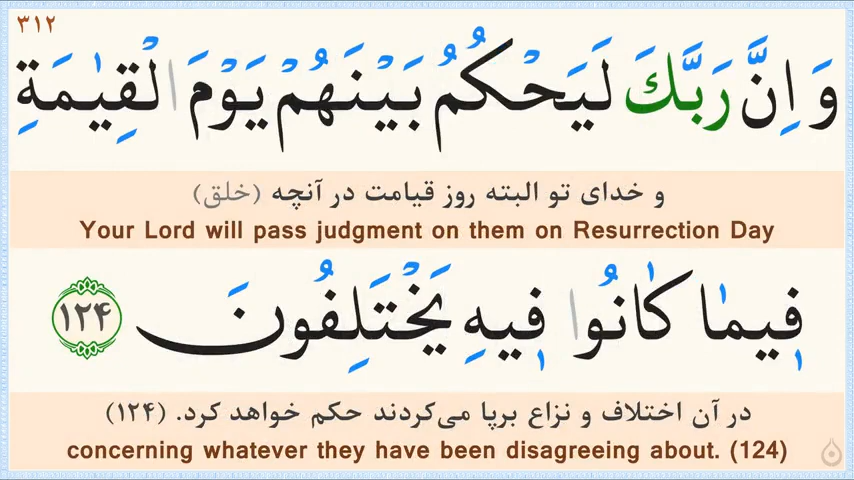 ۳۱۲
وَ اِنَّ رَبَّكَ لَيَحْكُمُ بَيْنَهُمْ يَوْمَ الْقِيٰمَةِ
و خدای تو البته روز قیامت در آنچه (خلق)
Your Lord will pass judgment on them on Resurrection Day
فيمٰا كٰانُوا فيهِ يَخْتَلِفُونَ ۱۲۴
در آن اختلاف و نزاع برپا می‌کردند حکم خواهد کرد. (۱۲۴)
concerning whatever they have been disagreeing about. (124)